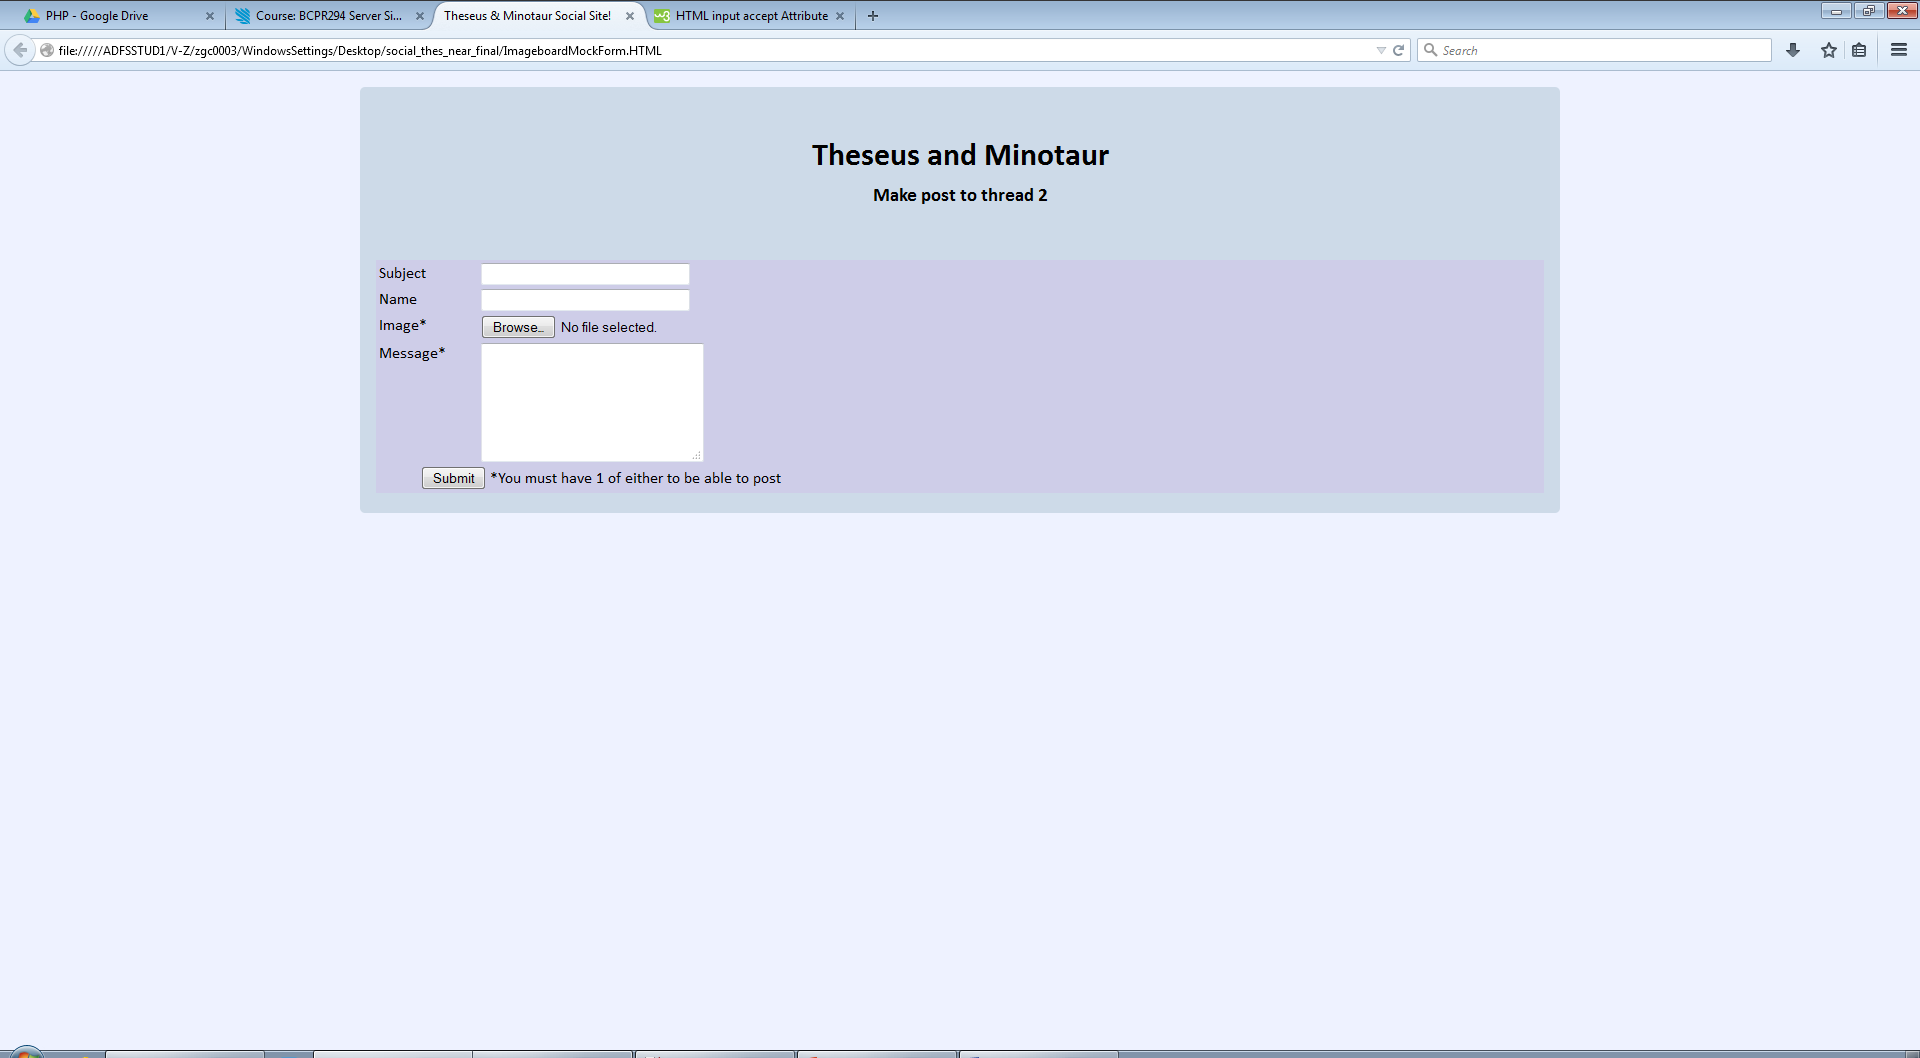 PHP - Google Drive
Course: BCPR294 Server Si...
Theseus & Minotaur Social Site!
HTML input accept Attribute
file://///ADFSSTUD1/V-Z/zgc0003/WindowsSettings/Desktop/social_thes_near_final/ImageboardMockForm.HTML
Search
Theseus and Minotaur
Make post to thread 2
Subject
Name
Image*
Browse... No file selected.
Message*
Submit *You must have 1 of either to be able to post